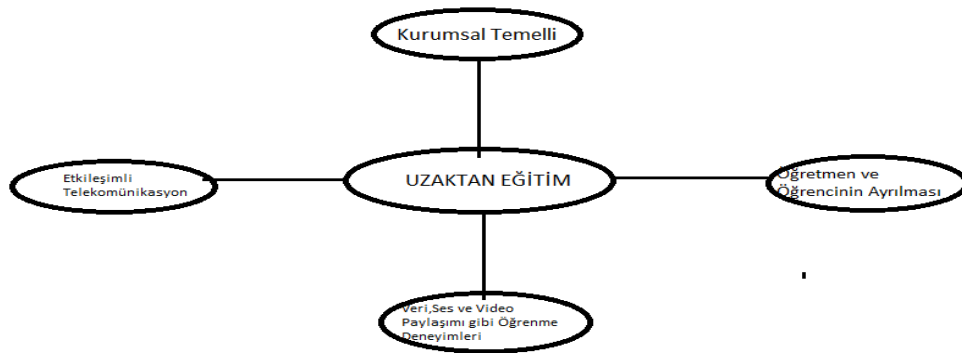 Kurumsal Temelli
Etkileşimli
Telekomünikasyon
UZAKTAN EĞİTİM
Öğretmen ve
Öğrencinin Ayrılması
Veri,Ses ve Video
Paylaşımı gibi Öğrenme
Deneyimleri